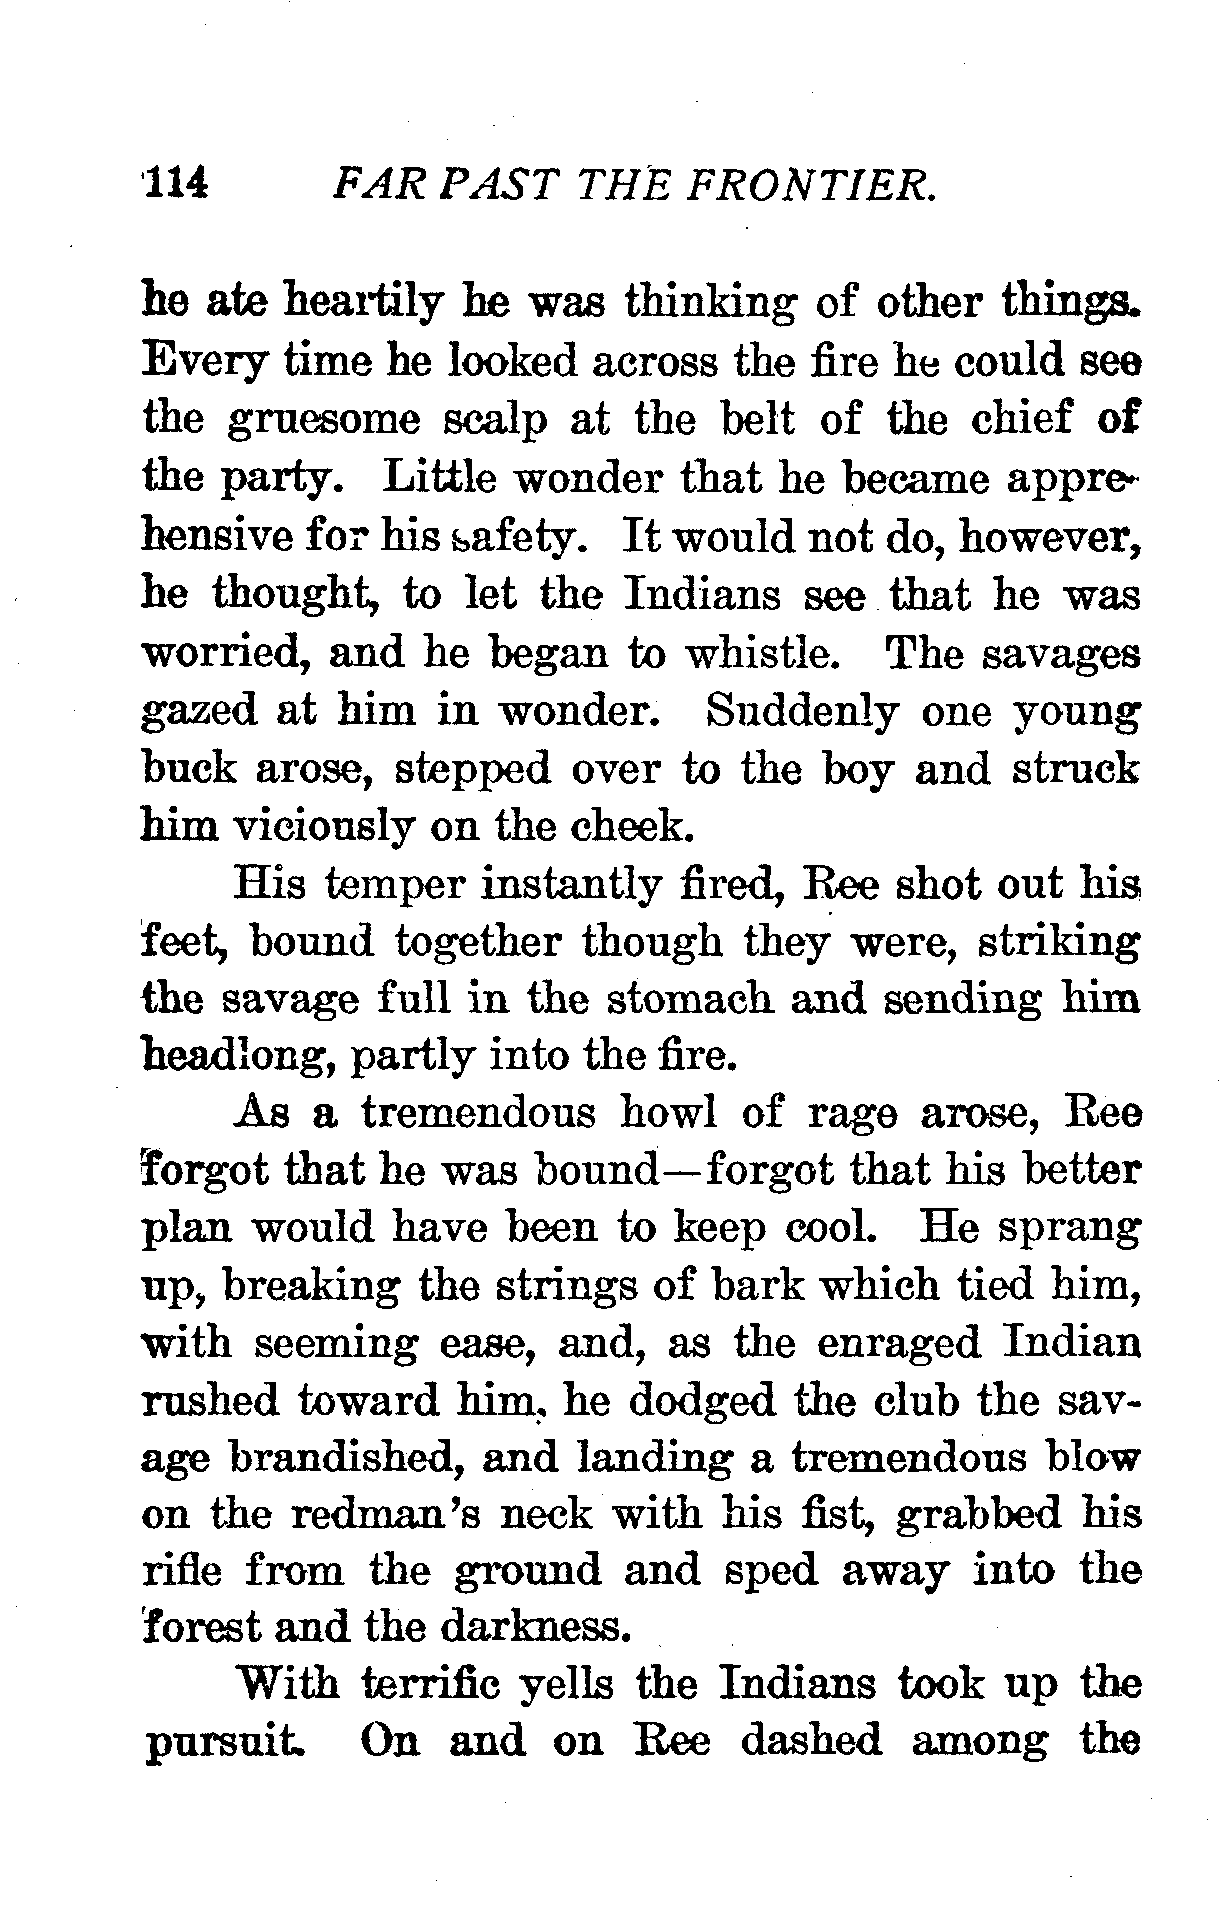 114 FAR PAST THE FRONTIER.
he ate heartily he was thinking of other things.
Every time he looked across the fire he could see
the gruesome scalp at the belt of the chief of
the party. Little wonder that he became appre-
hensive for his safety. It would not do, however,
he thought, to let the Indians see that he was
worried, and he began to whistle. The savages
gazed at him in wonder. Suddenly one young
buck arose, stepped over to the boy and struck
him viciously on the cheek.
His temper instantly fired, Ree shot out his
feet, bound together though they were, striking
the savage full in the stomach and sending him
headlong, partly into the fire.
As a tremendous howl of rage arose, Ree
forgot that he was bound—forgot that his better
plan would have been to keep cool. He sprang
up, breaking the strings of bark which tied him,
with seeming ease, and, as the enraged Indian
rushed toward him, he dodged the club the sav-
age brandished, and landing a tremendous blow
on the redman's neck with his fist, grabbed his
rifle from the ground and sped away into the
forest and the darkness.
With terrific yells the Indians took up the
pursuit. On and on Ree dashed among the